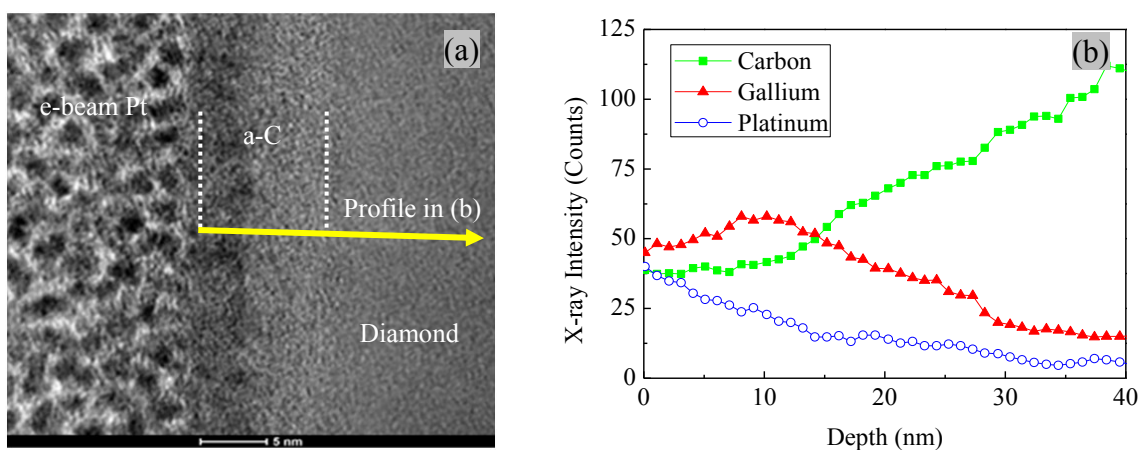 (a)
e-beam Pt
a-C
Profile in (b)
Diamond
5 nm
(b)
Carbon
Gallium
Platinum
X-ray Intensity (Counts)
125
100
75
50
25
0
0 10 20 30 40
Depth (nm)